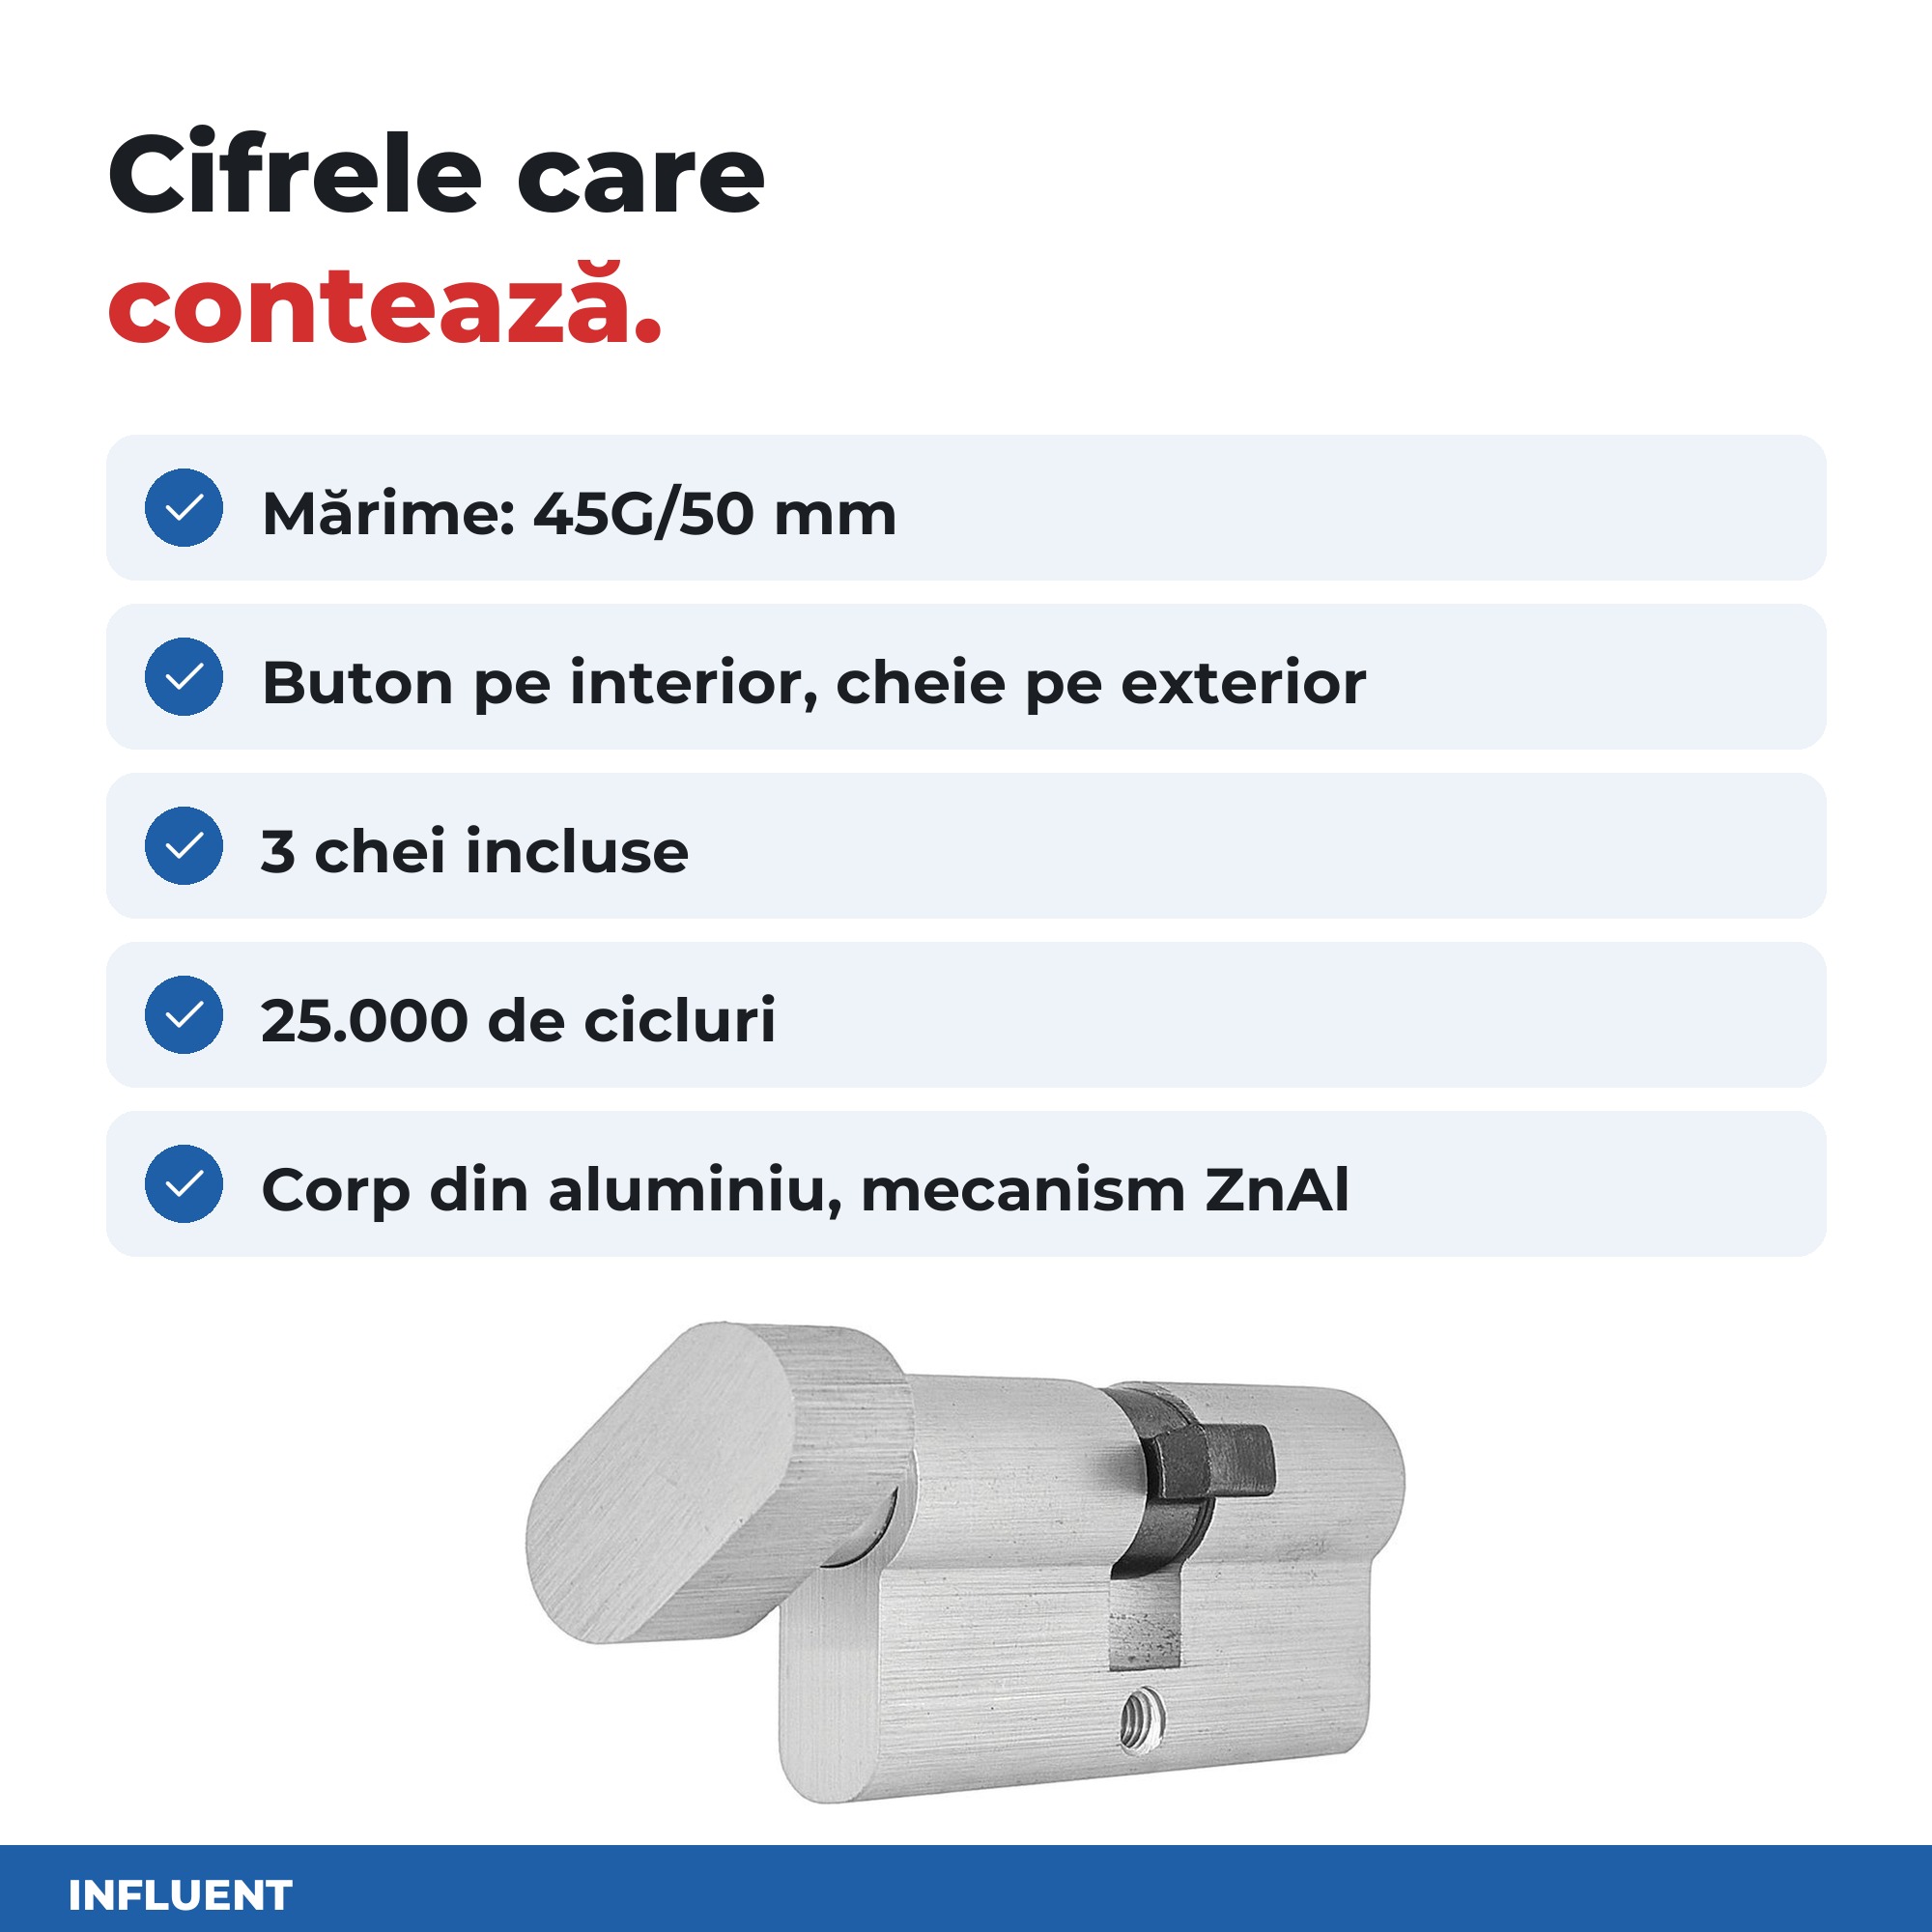 Cifrele care
contează.
Mărime: 45G/50 mm
Buton pe interior, cheie pe exterior
3 chei incluse
25.000 de cicluri
Corp din aluminiu, mecanism ZnAl
INFLUENT